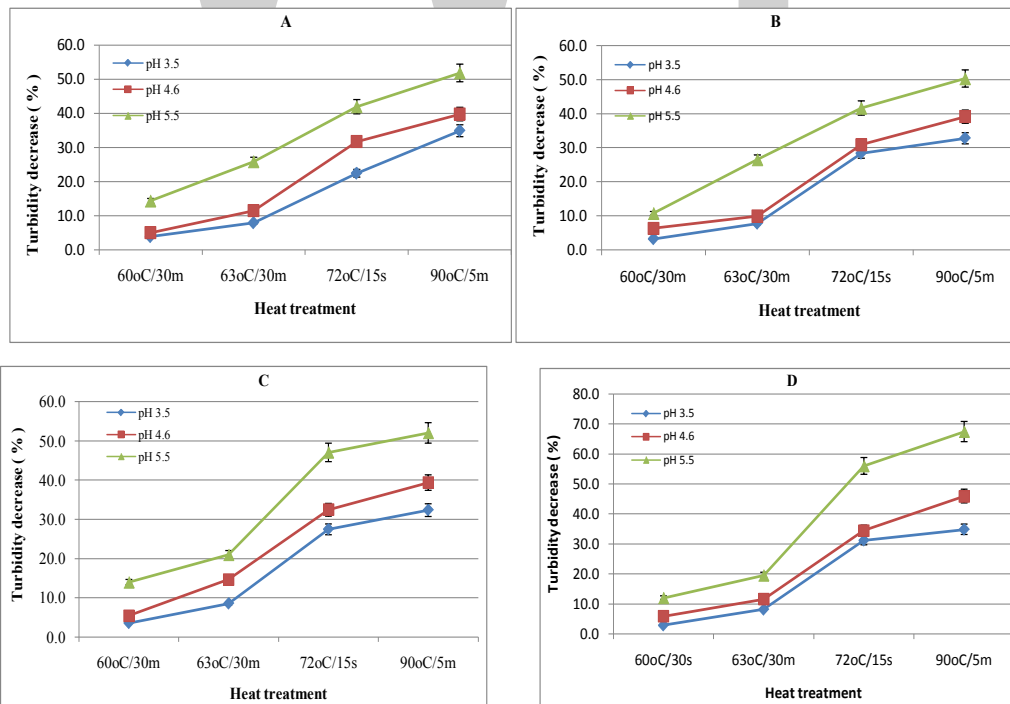 A
Turbidity decrease ( % )
60.0
50.0
40.0
30.0
20.0
10.0
0.0
pH 3.5
pH 4.6
pH 5.5
60oC/30m 63oC/30m 72oC/15s 90oC/5m
Heat treatment
B
Turbidity decrease ( % )
60.0
50.0
40.0
30.0
20.0
10.0
0.0
pH 3.5
pH 4.6
pH 5.5
60oC/30m 63oC/30m 72oC/15s 90oC/5m
Heat treatment
C
Turbidity decrease ( % )
60.0
50.0
40.0
30.0
20.0
10.0
0.0
pH 3.5
pH 4.6
pH 5.5
60oC/30m 63oC/30m 72oC/15s 90oC/5m
Heat treatment
D
Turbidity decrease ( %)
80.0
70.0
60.0
50.0
40.0
30.0
20.0
10.0
0.0
pH 3.5
pH 4.6
pH 5.5
60oC/30s 63oC/30m 72oC/15s 90oC/5m
Heat treatment